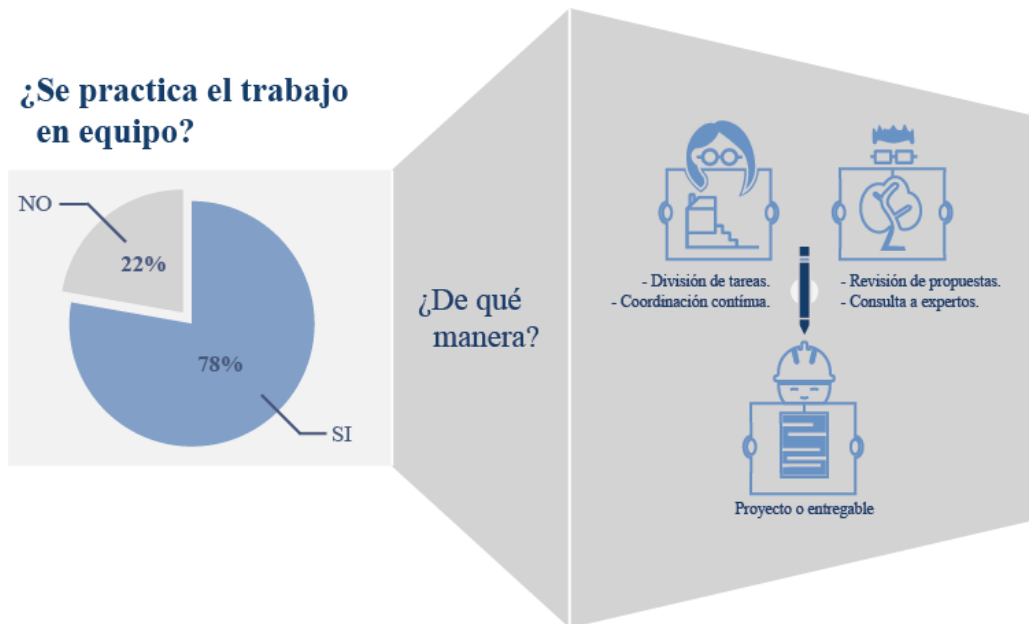 ¿Se practica el trabajo
en equipo?
NO
22%
78%
SI
¿De qué
manera?
- División de tareas.
- Coordinación contínua.
- Revisión de propuestas.
- Consulta a expertos.
Proyecto o entregable